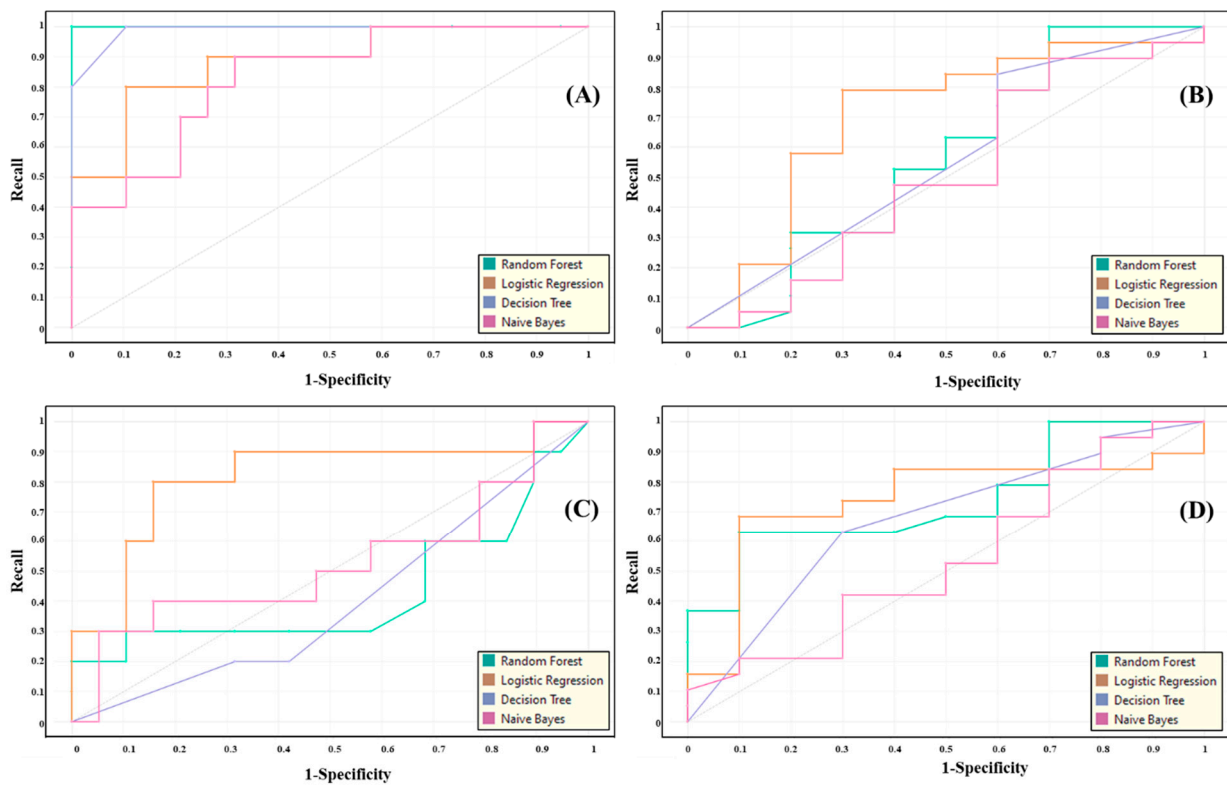 1
0.9
0.8
0.7
0.6
0.5
0.4
0.3
0.2
0.1
0
Recall
(A)
Random Forest
Logistic Regression
Decision Tree
Naive Bayes
0 0.1 0.2 0.3 0.4 0.5 0.6 0.7 0.8 0.9 1
1-Specificity
1
0.9
0.8
0.7
0.6
0.5
0.4
0.3
0.2
0.1
0
Recall
(B)
Random Forest
Logistic Regression
Decision Tree
Naive Bayes
0 0.1 0.2 0.3 0.4 0.5 0.6 0.7 0.8 0.9 1
1-Specificity
1
0.9
0.8
0.7
0.6
0.5
0.4
0.3
0.2
0.1
0
Recall
(C)
Random Forest
Logistic Regression
Decision Tree
Naive Bayes
0 0.1 0.2 0.3 0.4 0.5 0.6 0.7 0.8 0.9 1
1-Specificity
1
0.9
0.8
0.7
0.6
0.5
0.4
0.3
0.2
0.1
0
Recall
(D)
Random Forest
Logistic Regression
Decision Tree
Naive Bayes
0 0.1 0.2 0.3 0.4 0.5 0.6 0.7 0.8 0.9 1
1-Specificity